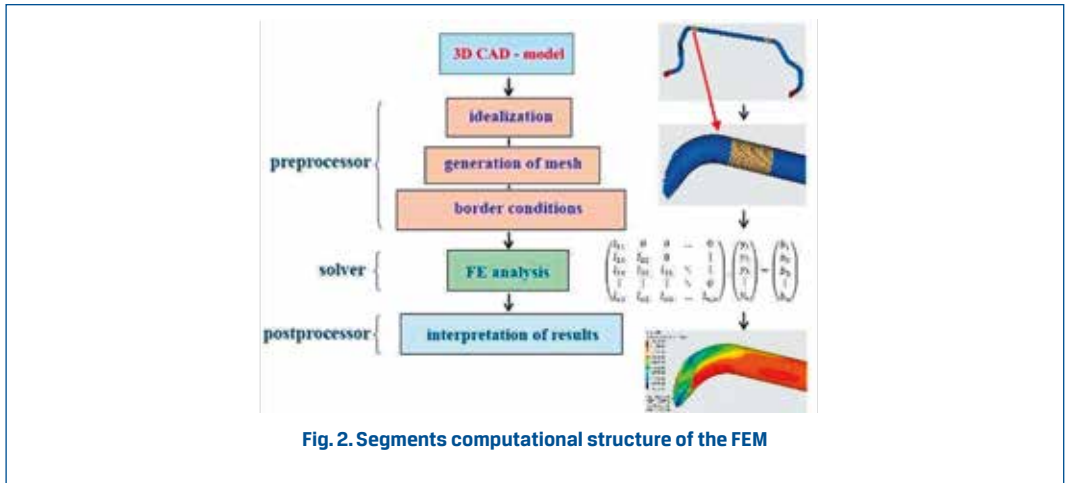 3D CAD - model
idealization
preprocessor
generation of mesh
border conditions
solver
FE analysis
postprocessor
interpretation of results
Fig. 2. Segments computational structure of the FEM